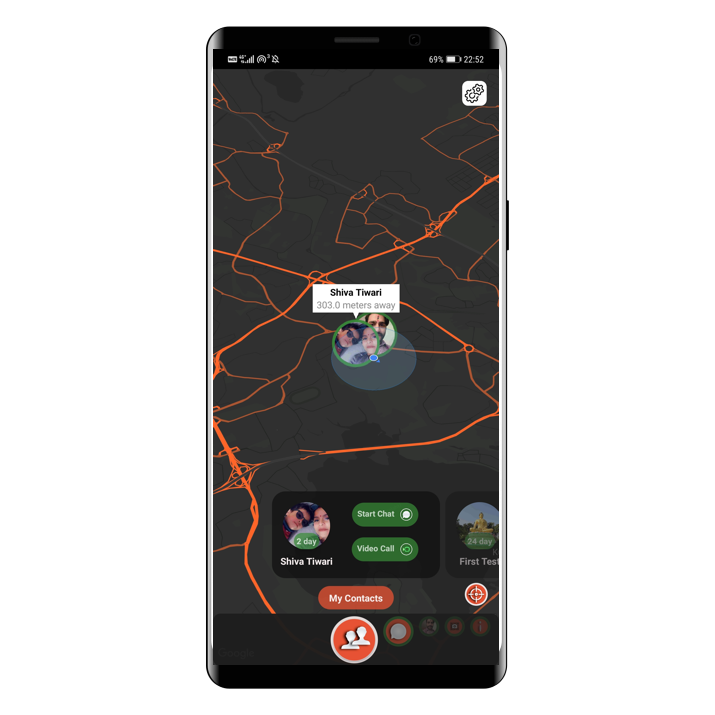 69% 22:52
Shiva Tiwari
303.0 meters away
2 day
Shiva Tiwari
Start Chat
Video Call
24 day
First Test
My Contacts
Google